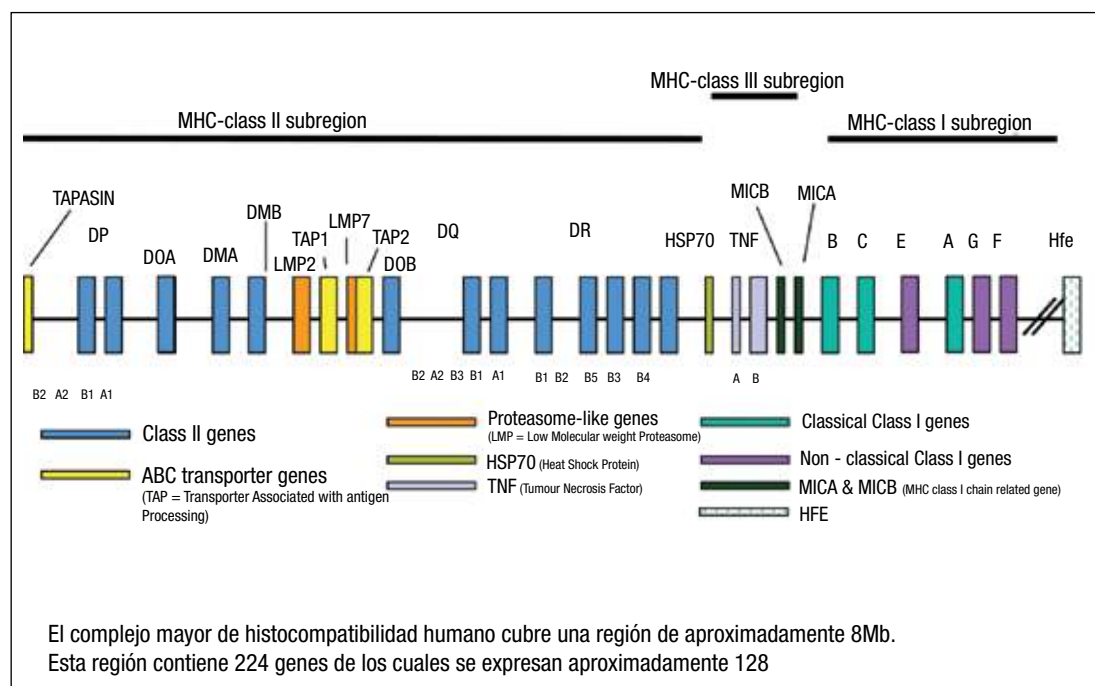 MHC-class III subregion
MHC-class II subregion
MHC-class I subregion
TAPASIN
DP
DOA
DMA
DMB
LMP2
TAP1
LMP7
TAP2
DOB
DQ
DR
HSP70
TNF
MICB
MICA
B
C
E
A
G
F
Hfe
B2 A2 B1 A1
B2 A2 B3 B1 A1
B1 B2 B5 B3 B4
A B
Class II genes
ABC transporter genes
(TAP = Transporter Associated with antigen
Processing)
Proteasome-like genes
(LMP = Low Molecular weight Proteasome)
HSP70 (Heat Shock Protein)
TNF (Tumour Necrosis Factor)
Classical Class I genes
Non - classical Class I genes
MICA & MICB (MHC class I chain related gene)
HFE
El complejo mayor de histocompatibilidad humano cubre una región de aproximadamente 8Mb.
Esta región contiene 224 genes de los cuales se expresan aproximadamente 128